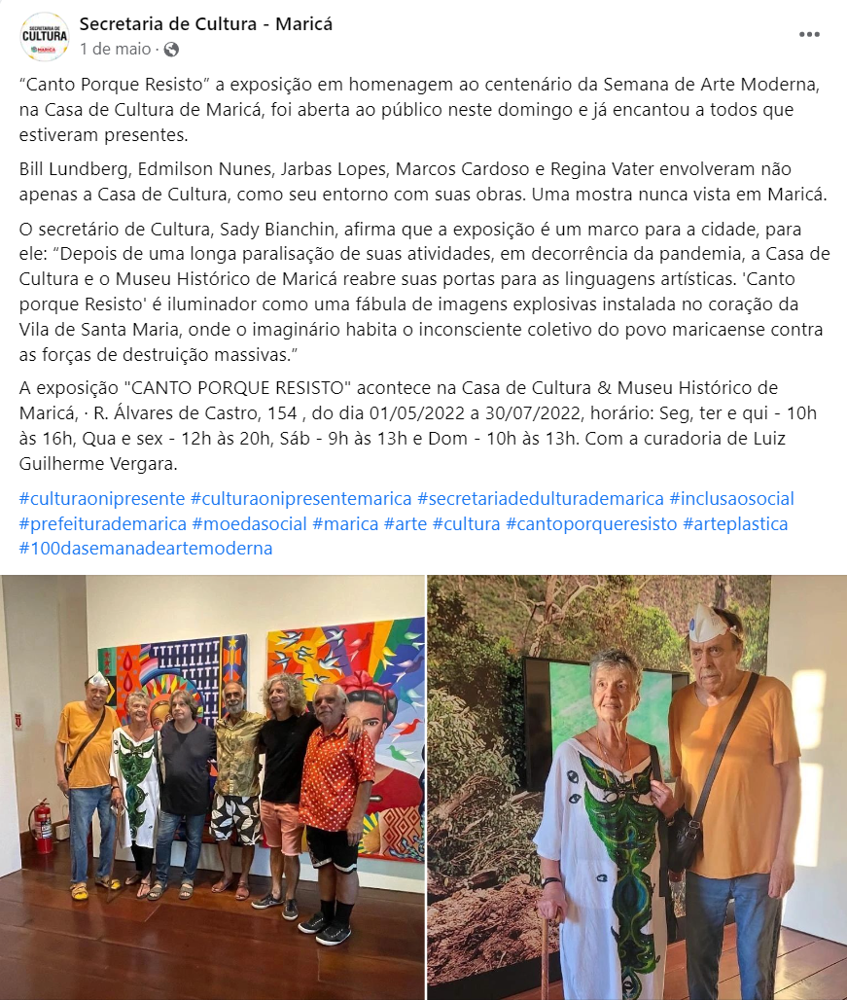 SECRETARIA DE
CULTURA
MARICÁ
Secretaria de Cultura - Maricá
1 de maio ·
“Canto Porque Resisto” a exposição em homenagem ao centenário da Semana de Arte Moderna,
na Casa de Cultura de Maricá, foi aberta ao público neste domingo e já encantou a todos que
estiveram presentes.
Bill Lundberg, Edmilson Nunes, Jarbas Lopes, Marcos Cardoso e Regina Vater envolveram não
apenas a Casa de Cultura, como seu entorno com suas obras. Uma mostra nunca vista em Maricá.
O secretário de Cultura, Sady Bianchin, afirma que a exposição é um marco para a cidade, para
ele: “Depois de uma longa paralisação de suas atividades, em decorrência da pandemia, a Casa de
Cultura e o Museu Histórico de Maricá reabre suas portas para as linguagens artísticas. 'Canto
porque Resisto' é iluminador como uma fábula de imagens explosivas instalada no coração da
Vila de Santa Maria, onde o imaginário habita o inconsciente coletivo do povo maricaense contra
as forças de destruição massivas.”
A exposição "CANTO PORQUE RESISTO" acontece na Casa de Cultura & Museu Histórico de
Maricá, · R. Álvares de Castro, 154 , do dia 01/05/2022 a 30/07/2022, horário: Seg, ter e qui - 10h
às 16h, Qua e sex - 12h às 20h, Sáb - 9h às 13h e Dom - 10h às 13h. Com a curadoria de Luiz
Guilherme Vergara.
#culturaonipresente #culturaonipresentemarica #secretariadedulturademarica #inclusaosocial
#prefeiturademarica #moedasocial #marica #arte #cultura #cantoporqueresisto #arteplastica
#100dasemanadeartemoderna